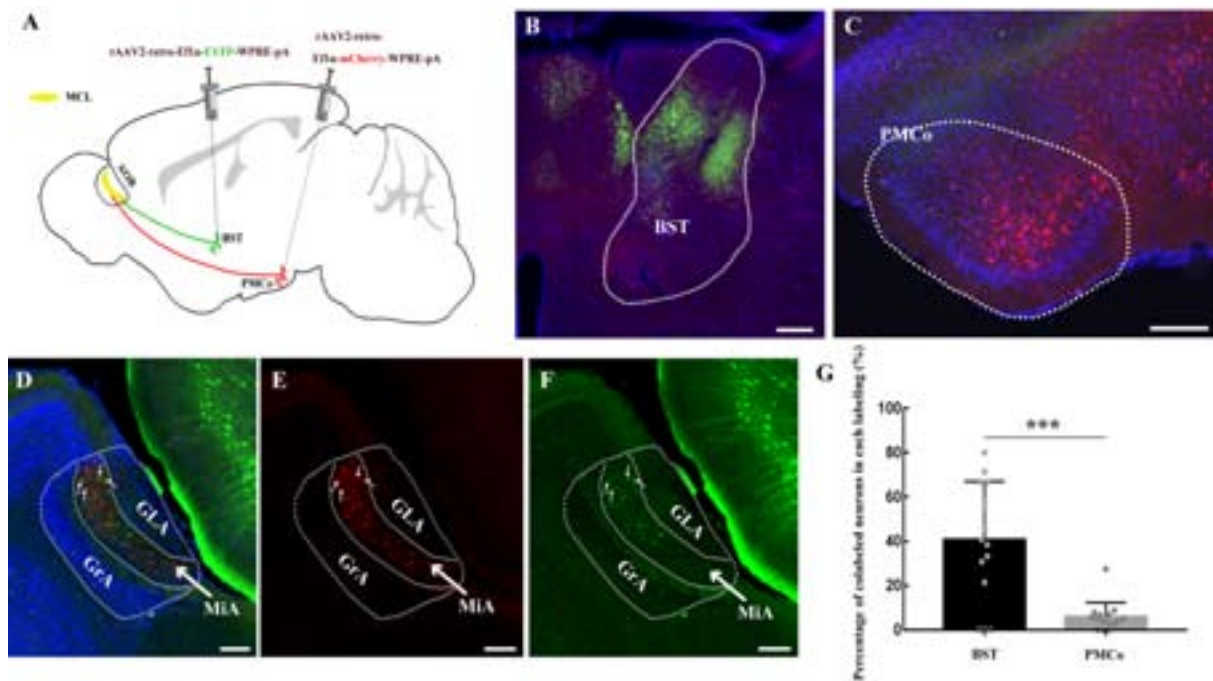 A
rAAV2-retro-Ef1a-EYFP-WPRE-pA
rAAV2-retro-
Ef1a-mCherry-WPRE-pA
MCL
AOB
BST
PMCo
B
BST
C
PMCo
D
GLA
GrA
MiA
E
GLA
GrA
MiA
F
GLA
GrA
MiA
G
Percentage of colabeled neurons in each labeling (%)
100
80
60
40
20
0
***
BST
PMCo